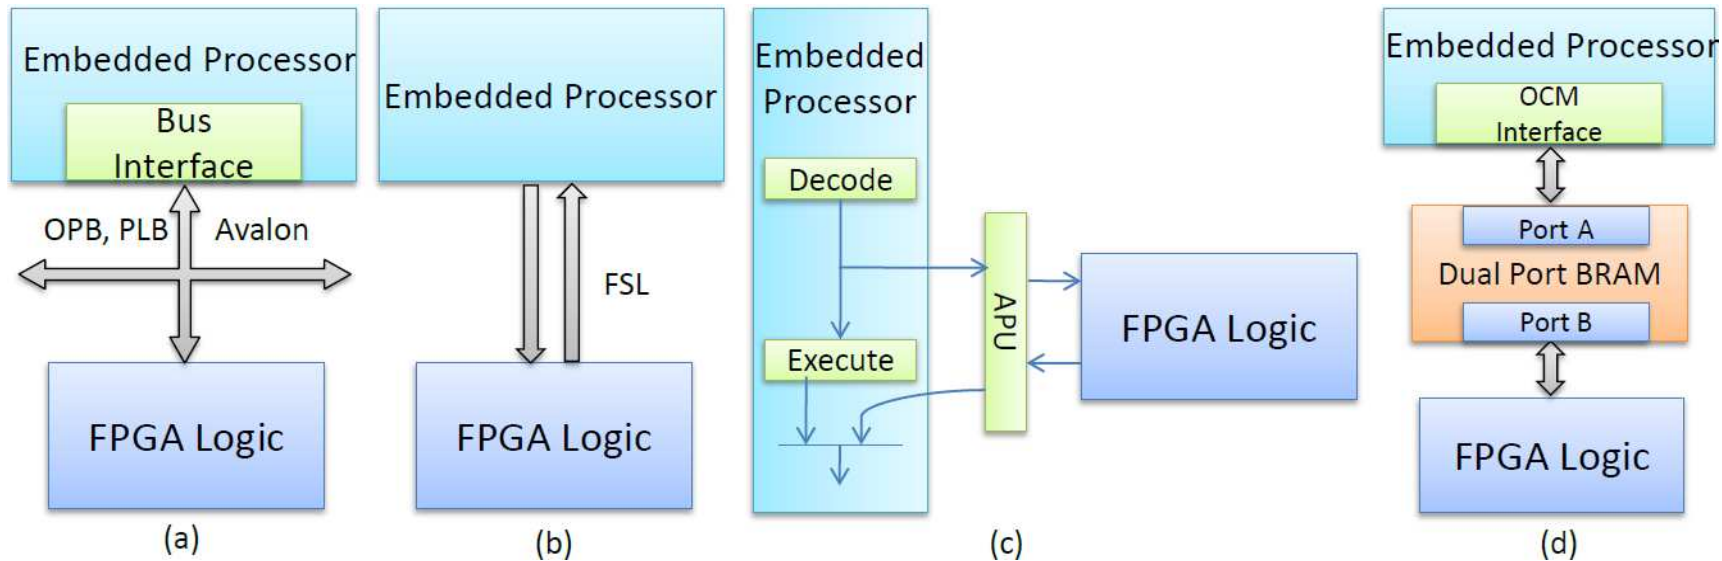 Embedded Processor
Bus
Interface
OPB, PLB
Avalon
FPGA Logic
(a)
Embedded Processor
FSL
FPGA Logic
(b)
Embedded
Processor
Decode
APU
FPGA Logic
Execute
(c)
Embedded Processor
OCM
Interface
Port A
Dual Port BRAM
Port B
FPGA Logic
(d)